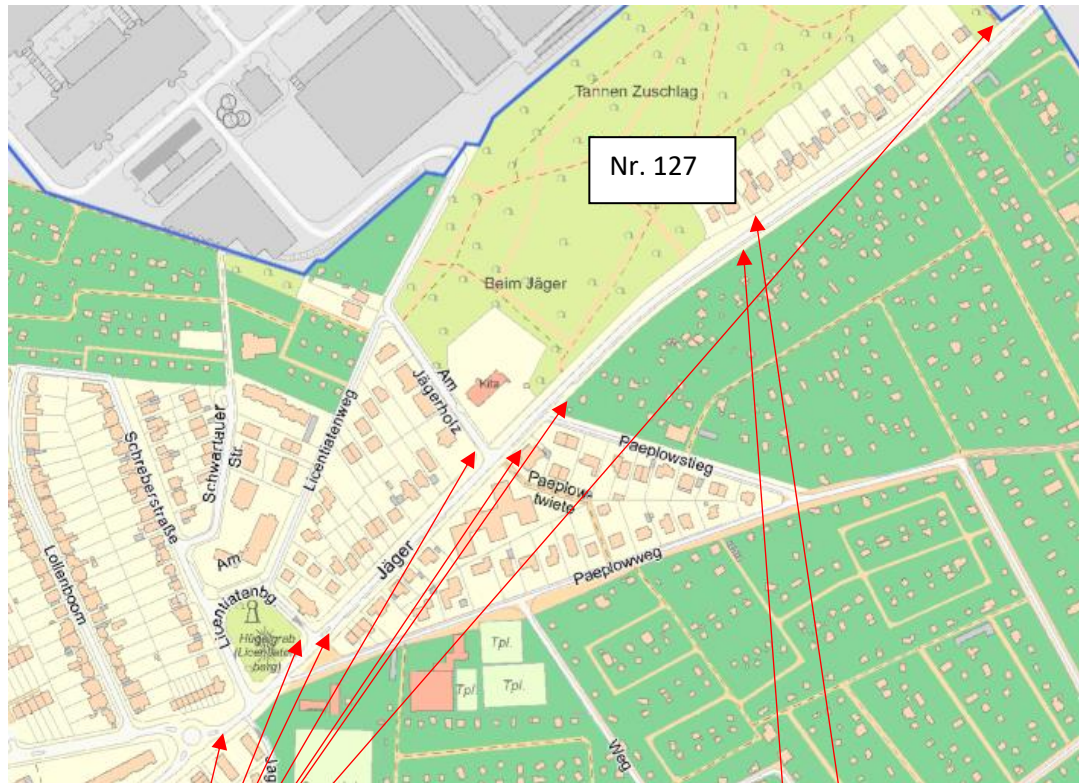 Tannen Zuschlag
Nr. 127
Beim Jäger
Kita
Am
Jägerholz
Licentiatenweg
Schwartauer
Str.
Schreberstraße
Lollenboom
Paeplowstieg
Paeplow-
twiete
Jäger
Am
Licentiatenbg
Paeplowweg
Hügelgrab
(Licentiaten-
berg)
Tpl.
Tpl.
Tpl.
Weg
Jäg